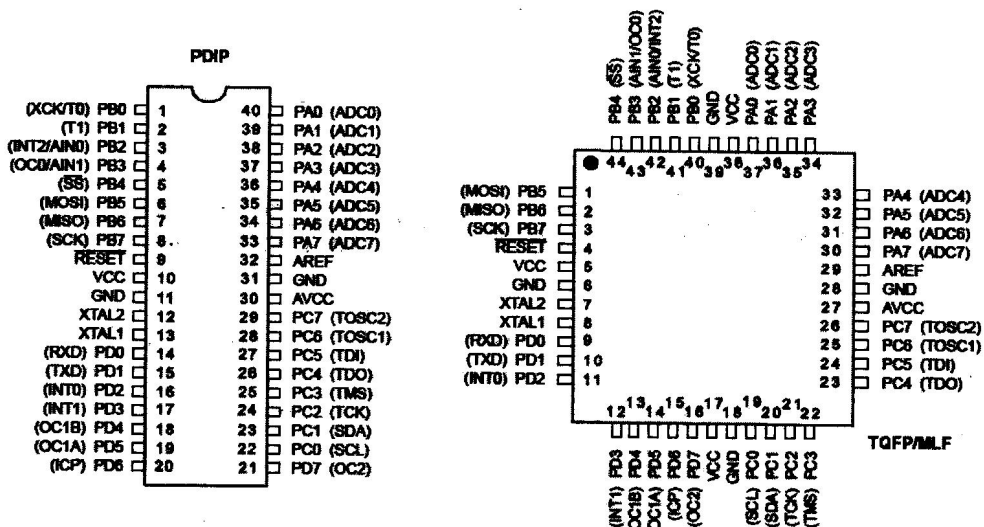 PDIP
(XCK/T0) PB0 1
(T1) PB1 2
(INT2/AIN0) PB2 3
(OC0/AIN1) PB3 4
(SS) PB4 5
(MOSI) PB5 6
(MISO) PB6 7
(SCK) PB7 8
RESET 9
VCC 10
GND 11
XTAL2 12
XTAL1 13
(RXD) PD0 14
(TXD) PD1 15
(INT0) PD2 16
(INT1) PD3 17
(OC1B) PD4 18
(OC1A) PD5 19
(ICP) PD6 20
40 PA0 (ADC0)
39 PA1 (ADC1)
38 PA2 (ADC2)
37 PA3 (ADC3)
36 PA4 (ADC4)
35 PA5 (ADC5)
34 PA6 (ADC6)
33 PA7 (ADC7)
32 AREF
31 GND
30 AVCC
29 PC7 (TOSC2)
28 PC6 (TOSC1)
27 PC5 (TDI)
26 PC4 (TDO)
25 PC3 (TMS)
24 PC2 (TCK)
23 PC1 (SDA)
22 PC0 (SCL)
21 PD7 (OC2)
PB4 (SS)
PB3 (AIN1/OC0)
PB2 (AIN0/INT2)
PB1 (T1)
PB0 (XCK/T0)
GND
VCC
PA0 (ADC0)
PA1 (ADC1)
PA2 (ADC2)
PA3 (ADC3)
44 43 42 41 40 39 38 37 36 35 34
(MOSI) PB5 1
(MISO) PB6 2
(SCK) PB7 3
RESET 4
VCC 5
GND 6
XTAL2 7
XTAL1 8
(RXD) PD0 9
(TXD) PD1 10
(INT0) PD2 11
33 PA4 (ADC4)
32 PA5 (ADC5)
31 PA6 (ADC6)
30 PA7 (ADC7)
29 AREF
28 GND
27 AVCC
26 PC7 (TOSC2)
25 PC6 (TOSC1)
24 PC5 (TDI)
23 PC4 (TDO)
12 13 14 15 16 17 18 19 20 21 22
(INT1) PD3
OC1B) PD4
OC1A) PD5
(ICP) PD6
(OC2) PD7
VCC
GND
(SCL) PC0
(SDA) PC1
(TCK) PC2
(TMS) PC3
TQFP/MLF